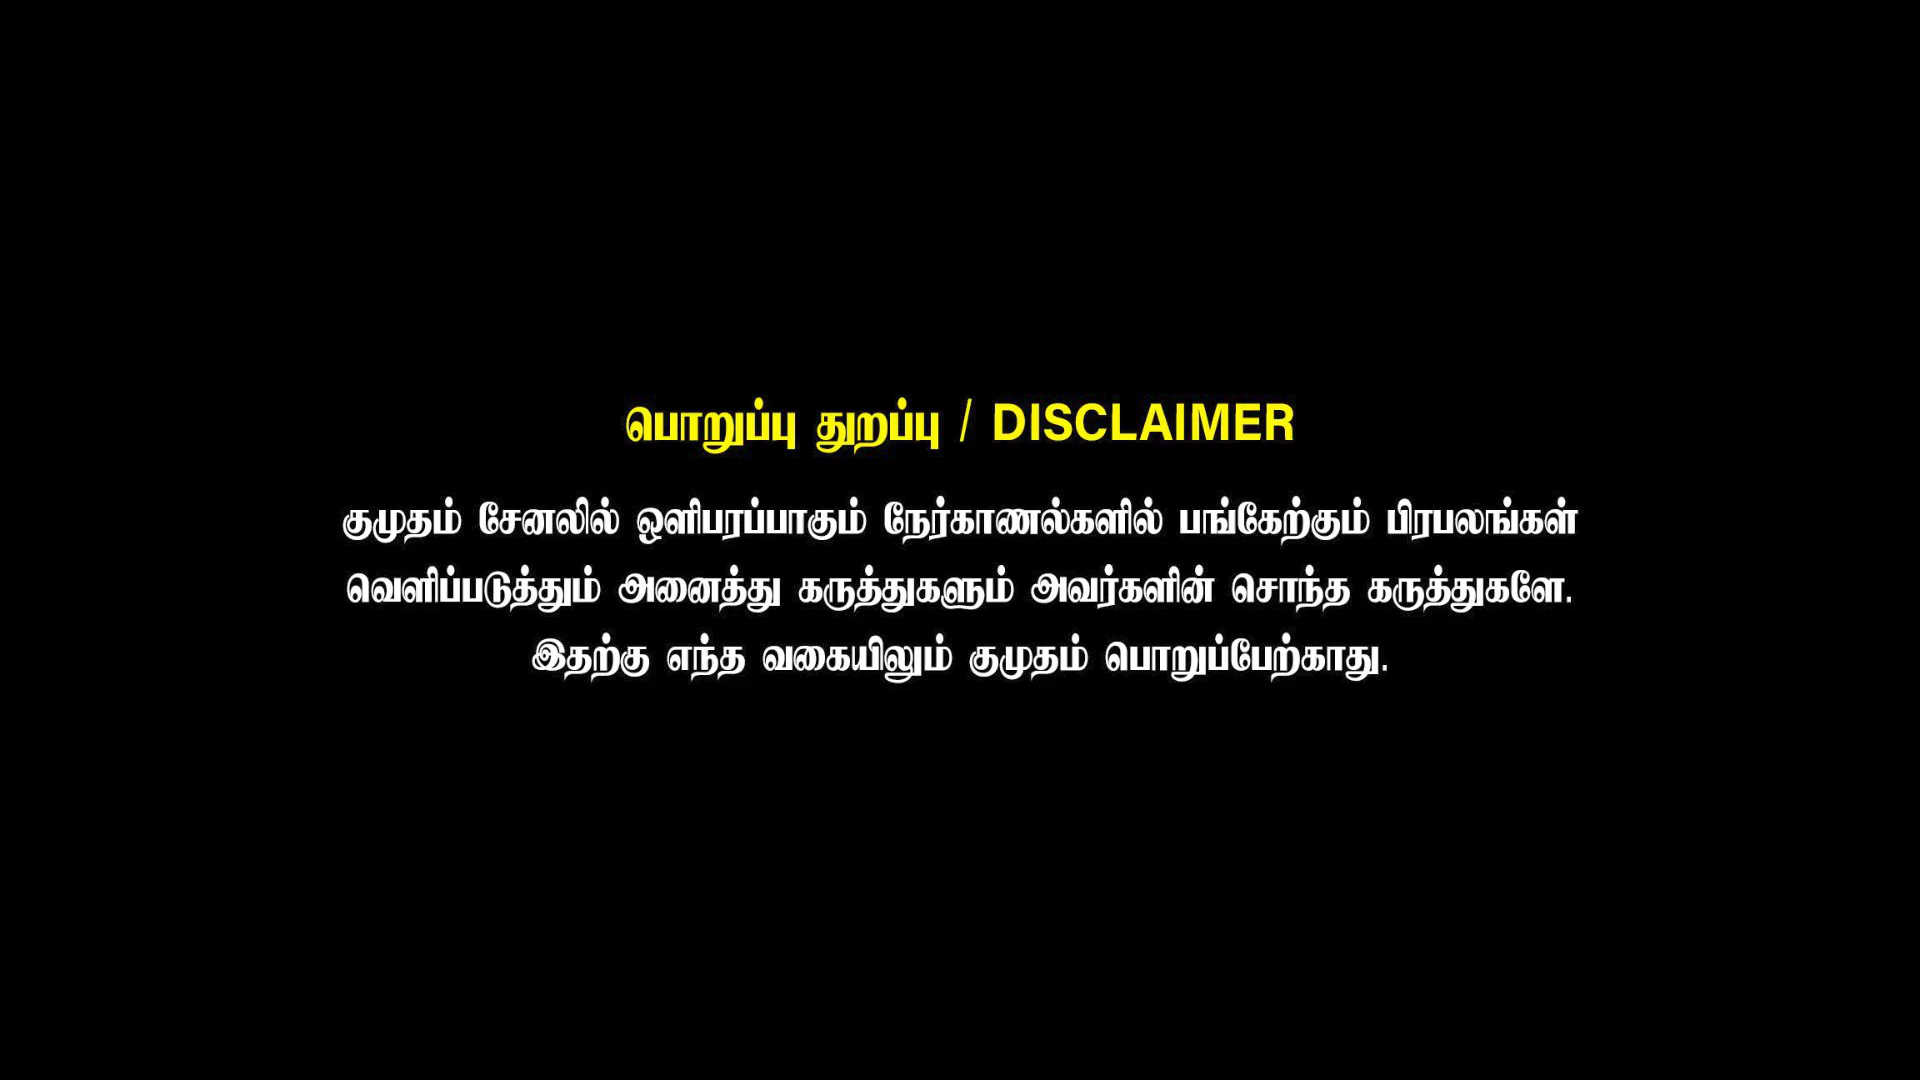 பொறுப்பு துறப்பு / DISCLAIMER
குமுதம் சேனலில் ஒளிபரப்பாகும் நேர்காணல்களில் பங்கேற்கும் பிரபலங்கள்
வெளிப்படுத்தும் அனைத்து கருத்துகளும் அவர்களின் சொந்த கருத்துகளே.
இதற்கு எந்த வகையிலும் குமுதம் பொறுப்பேற்காது.